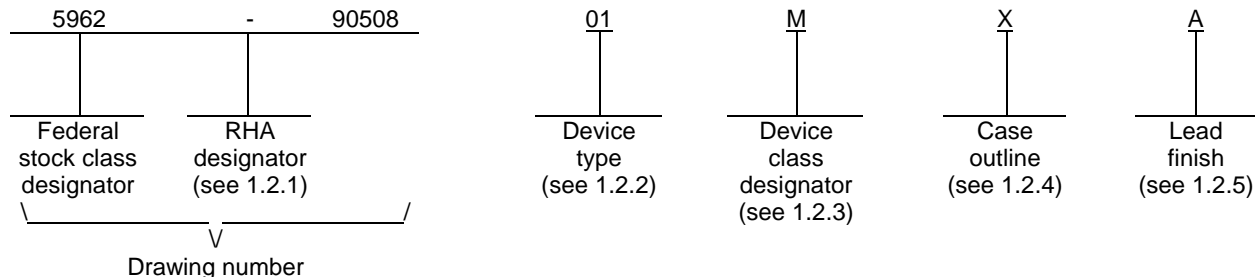 5962 - 90508 01 M X A
Federal stock class designator
RHA designator (see 1.2.1)
Device type (see 1.2.2)
Device class designator (see 1.2.3)
Case outline (see 1.2.4)
Lead finish (see 1.2.5)
Drawing number